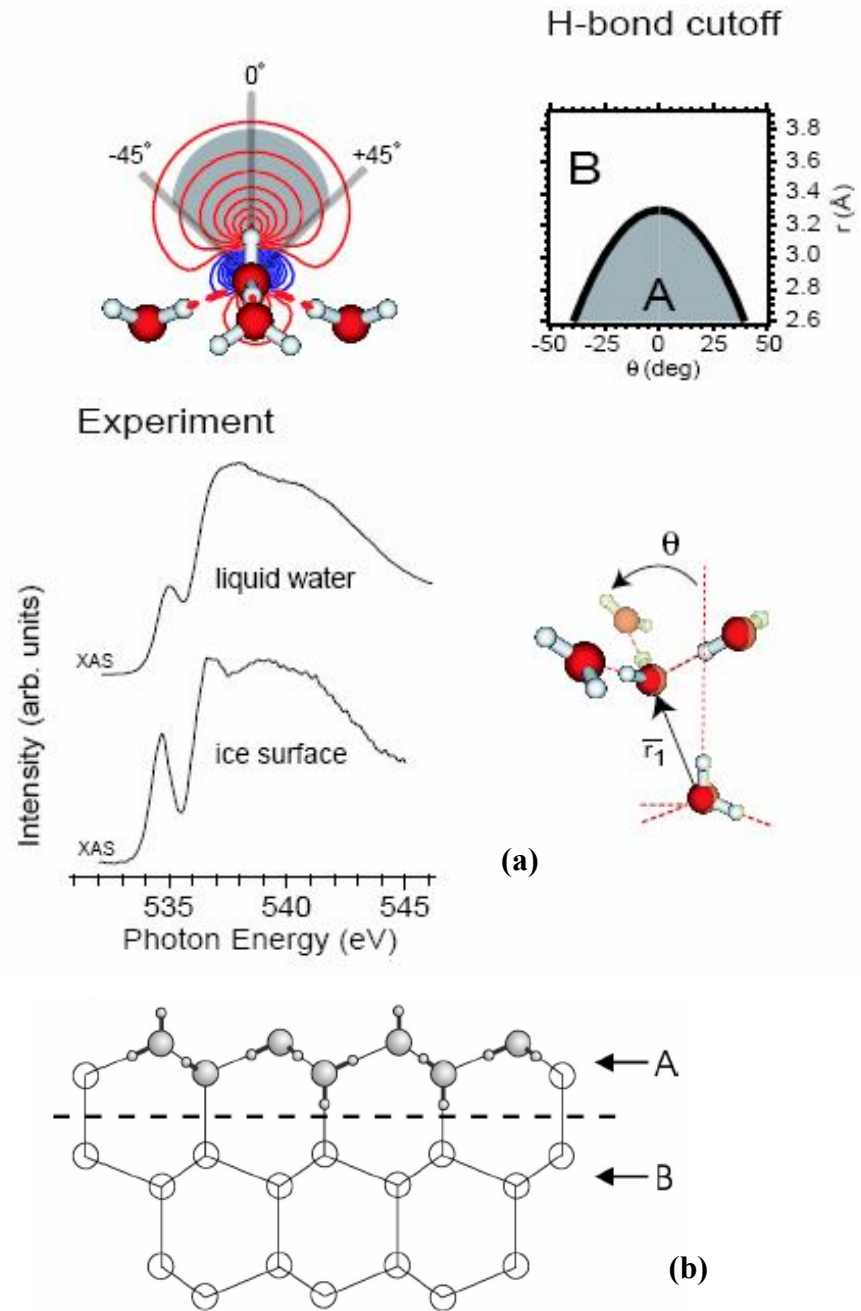 H-bond cutoff
0°
-45°
+45°
B
A
3.8
3.6
3.4
3.2
3.0
2.8
2.6
r (Å)
-50 -25 0 25 50
θ (deg)
Experiment
Intensity (arb. units)
liquid water
XAS
ice surface
XAS
535 540 545
Photon Energy (eV)
θ
r̅₁
(a)
A
B
(b)